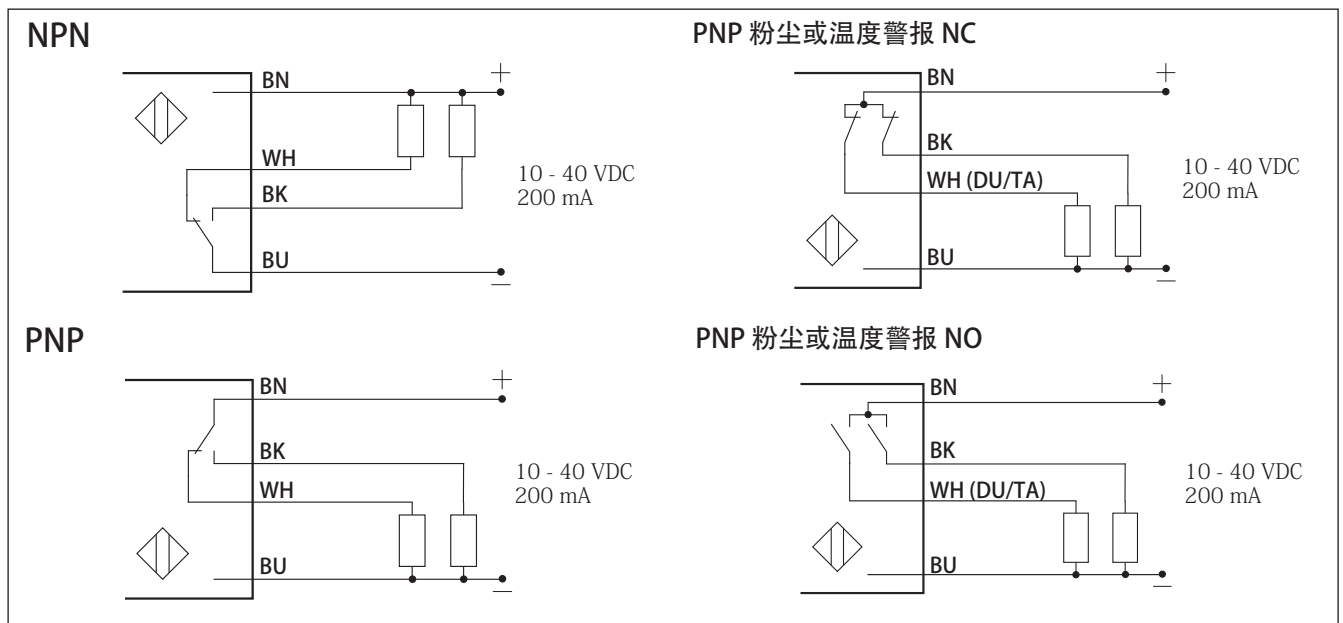 NPN
BN
+
WH
BK
10 - 40 VDC
200 mA
BU
−
PNP 粉尘或温度警报 NC
BN
+
BK
WH (DU/TA)
10 - 40 VDC
200 mA
BU
−
PNP
BN
+
BK
WH
10 - 40 VDC
200 mA
BU
−
PNP 粉尘或温度警报 NO
BN
+
BK
WH (DU/TA)
10 - 40 VDC
200 mA
BU
−